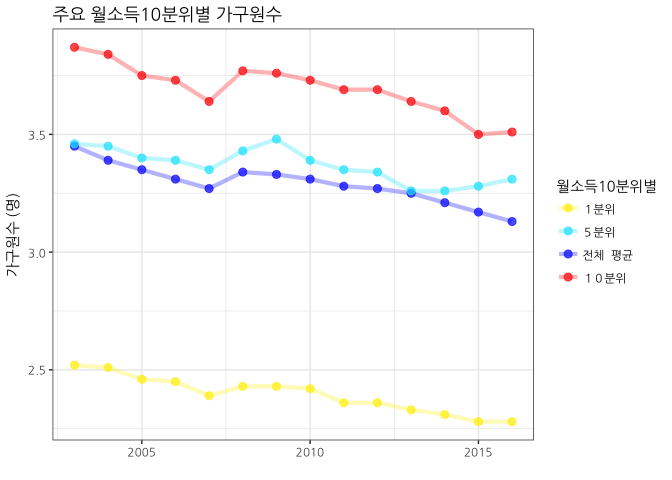 주요 월소득10분위별 가구원수
가구원수 (명)
3.5
3.0
2.5
2005
2010
2015
월소득10분위별
1분위
5분위
전체 평균
10분위